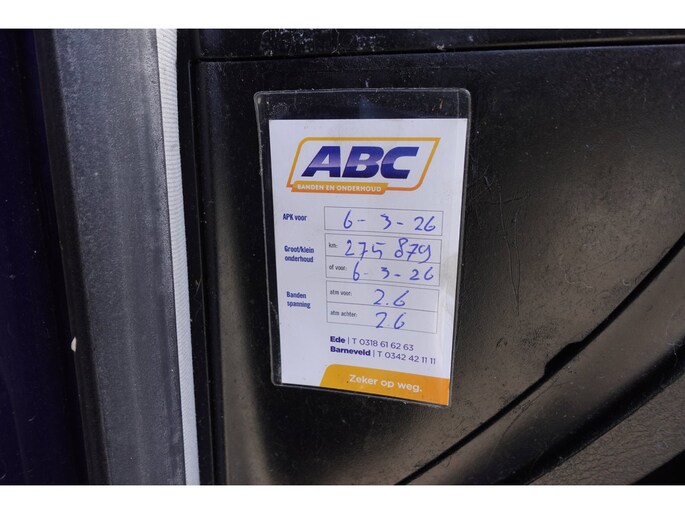 ABC
BANDEN EN ONDERHOUD
APK voor 6-3-26
Groot/klein onderhoud km: 275 879
of voor: 6-3-26
Banden spanning atm voor: 2.6
atm achter: 26
Ede | T 0318 61 62 63
Barneveld | T 0342 42 11 11
Zeker op weg.